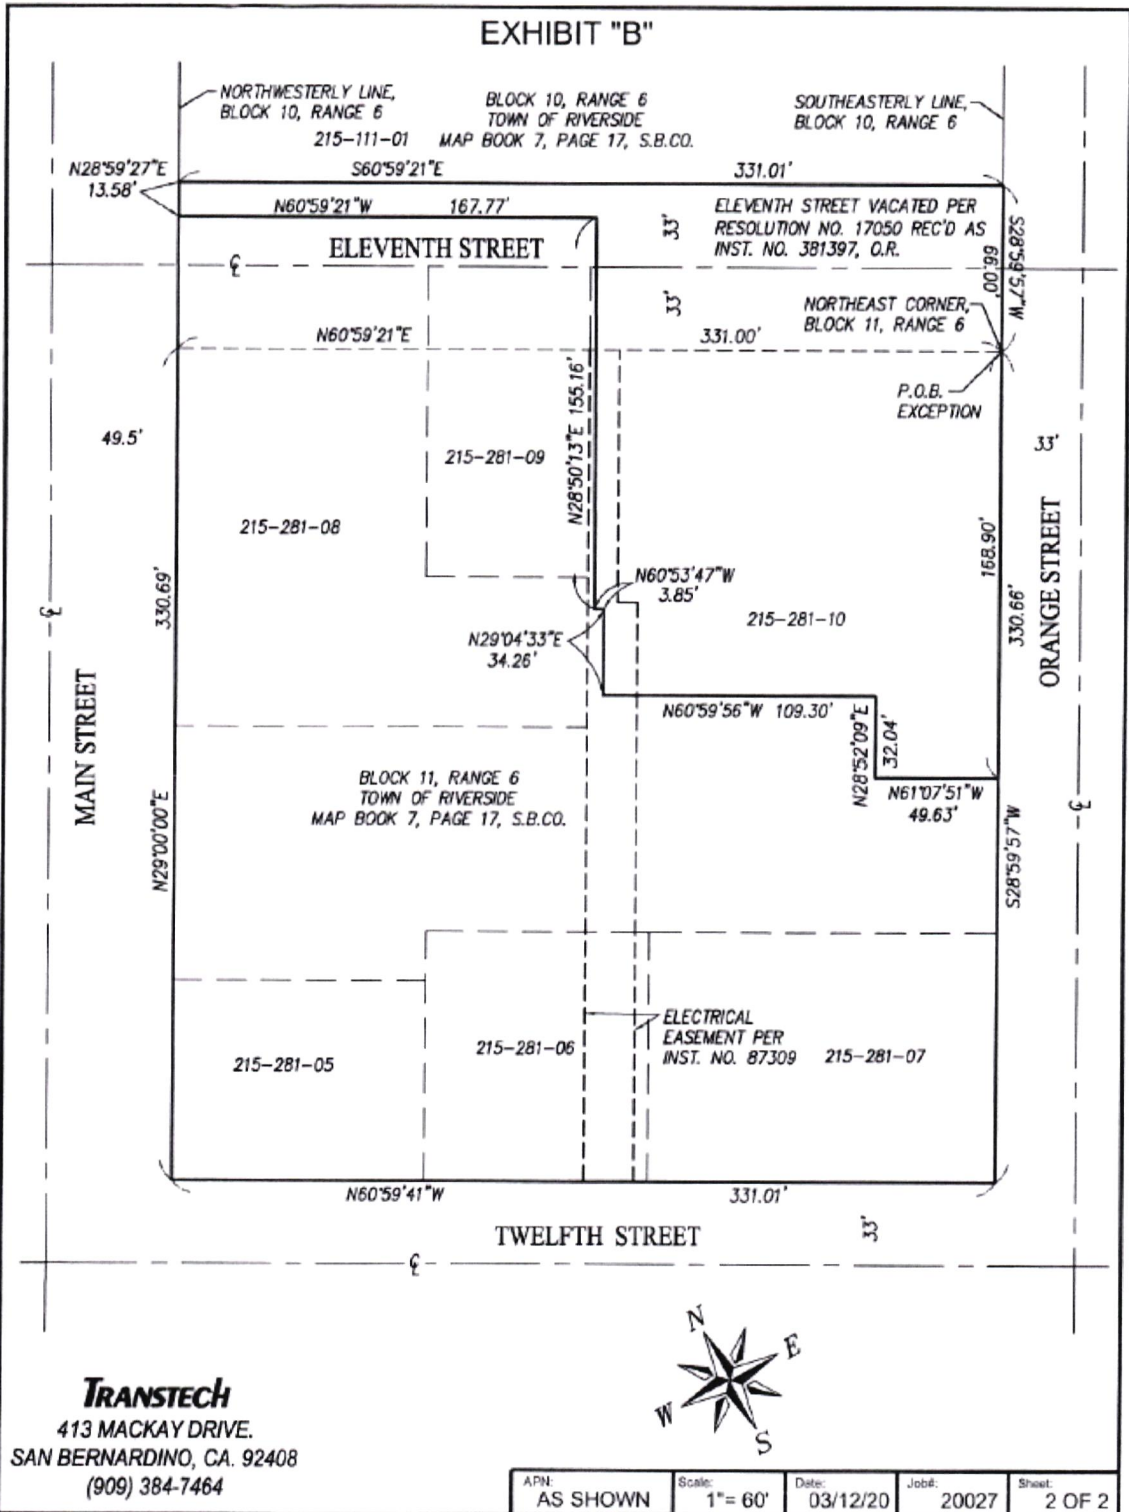 EXHIBIT "B"
NORTHWESTERLY LINE,
BLOCK 10, RANGE 6
BLOCK 10, RANGE 6
TOWN OF RIVERSIDE
215-111-01 MAP BOOK 7, PAGE 17, S.B.CO.
SOUTHEASTERLY LINE,
BLOCK 10, RANGE 6
N28°59'27"E
13.58'
S60°59'21"E 331.01'
N60°59'21"W 167.77'
ELEVENTH STREET
33'
ELEVENTH STREET VACATED PER
RESOLUTION NO. 17050 REC'D AS
INST. NO. 381397, O.R.
S28°59'57"W
66.00'
33'
NORTHEAST CORNER,
BLOCK 11, RANGE 6
N60°59'21"E 331.00'
P.O.B.
EXCEPTION
49.5'
N28°50'13"E 155.16'
215-281-09
33'
215-281-08
168.90'
ORANGE STREET
N60°53'47"W
3.85'
330.69'
215-281-10
330.66'
N29°04'33"E
34.26'
MAIN STREET
N60°59'56"W 109.30'
N28°52'09"E
32.04'
BLOCK 11, RANGE 6
TOWN OF RIVERSIDE
MAP BOOK 7, PAGE 17, S.B.CO.
N61°07'51"W
49.63'
N29°00'00"E
S28°59'57"W
ELECTRICAL
EASEMENT PER
INST. NO. 87309
215-281-05
215-281-06
215-281-07
N60°59'41"W 331.01'
TWELFTH STREET
33'
N
E
W
S
TRANSTECH
413 MACKAY DRIVE.
SAN BERNARDINO, CA. 92408
(909) 384-7464
APN: AS SHOWN
Scale: 1"= 60'
Date: 03/12/20
Job#: 20027
Sheet: 2 OF 2